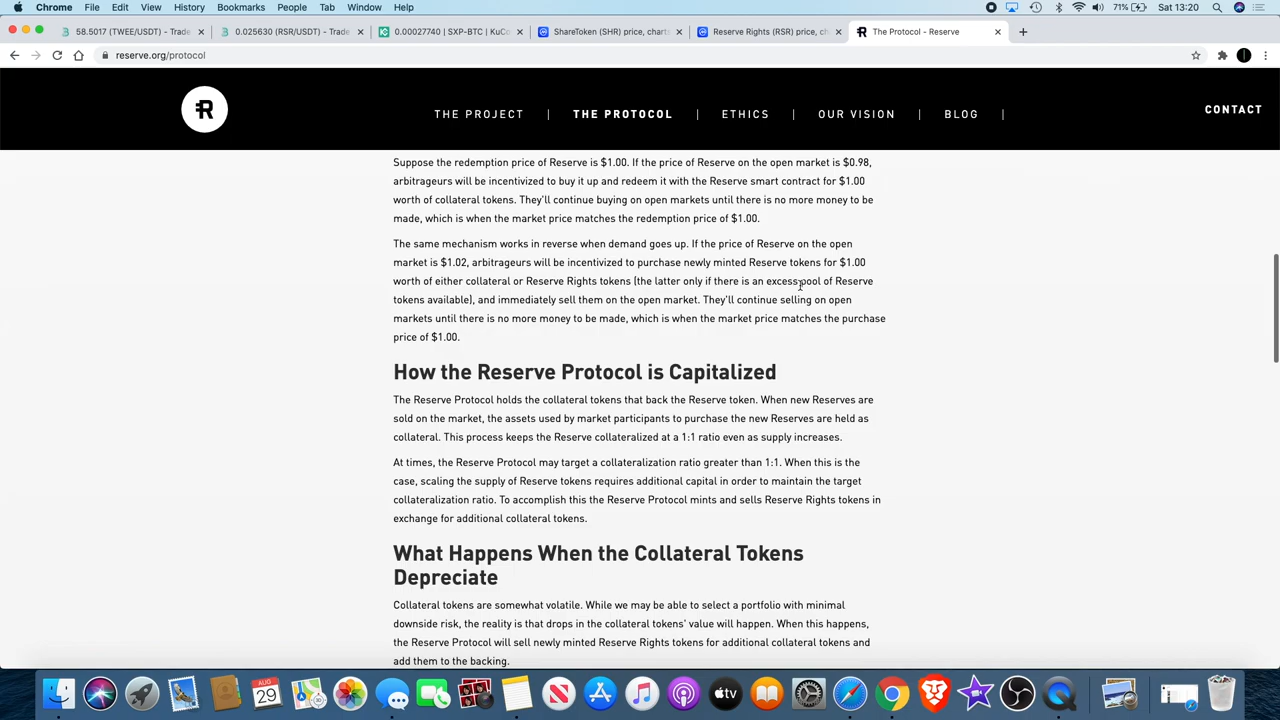 Chrome File Edit View History Bookmarks People Tab Window Help 71% Sat 13:20
58.5017 (TWEE/USDT) - Trade 0.025630 (RSR/USDT) - Trade 0.00027740 | SXP-BTC | KuCo ShareToken (SHR) price, chart Reserve Rights (RSR) price, ch The Protocol - Reserve
reserve.org/protocol
THE PROJECT | THE PROTOCOL | ETHICS | OUR VISION | BLOG | CONTACT
Suppose the redemption price of Reserve is $1.00. If the price of Reserve on the open market is $0.98,
arbitrageurs will be incentivized to buy it up and redeem it with the Reserve smart contract for $1.00
worth of collateral tokens. They'll continue buying on open markets until there is no more money to be
made, which is when the market price matches the redemption price of $1.00.
The same mechanism works in reverse when demand goes up. If the price of Reserve on the open
market is $1.02, arbitrageurs will be incentivized to purchase newly minted Reserve tokens for $1.00
worth of either collateral or Reserve Rights tokens (the latter only if there is an excess pool of Reserve
tokens available), and immediately sell them on the open market. They'll continue selling on open
markets until there is no more money to be made, which is when the market price matches the purchase
price of $1.00.
How the Reserve Protocol is Capitalized
The Reserve Protocol holds the collateral tokens that back the Reserve token. When new Reserves are
sold on the market, the assets used by market participants to purchase the new Reserves are held as
collateral. This process keeps the Reserve collateralized at a 1:1 ratio even as supply increases.
At times, the Reserve Protocol may target a collateralization ratio greater than 1:1. When this is the
case, scaling the supply of Reserve tokens requires additional capital in order to maintain the target
collateralization ratio. To accomplish this the Reserve Protocol mints and sells Reserve Rights tokens in
exchange for additional collateral tokens.
What Happens When the Collateral Tokens
Depreciate
Collateral tokens are somewhat volatile. While we may be able to select a portfolio with minimal
downside risk, the reality is that drops in the collateral tokens' value will happen. When this happens,
the Reserve Protocol will sell newly minted Reserve Rights tokens for additional collateral tokens and
add them to the backing.
AUG
29
tv